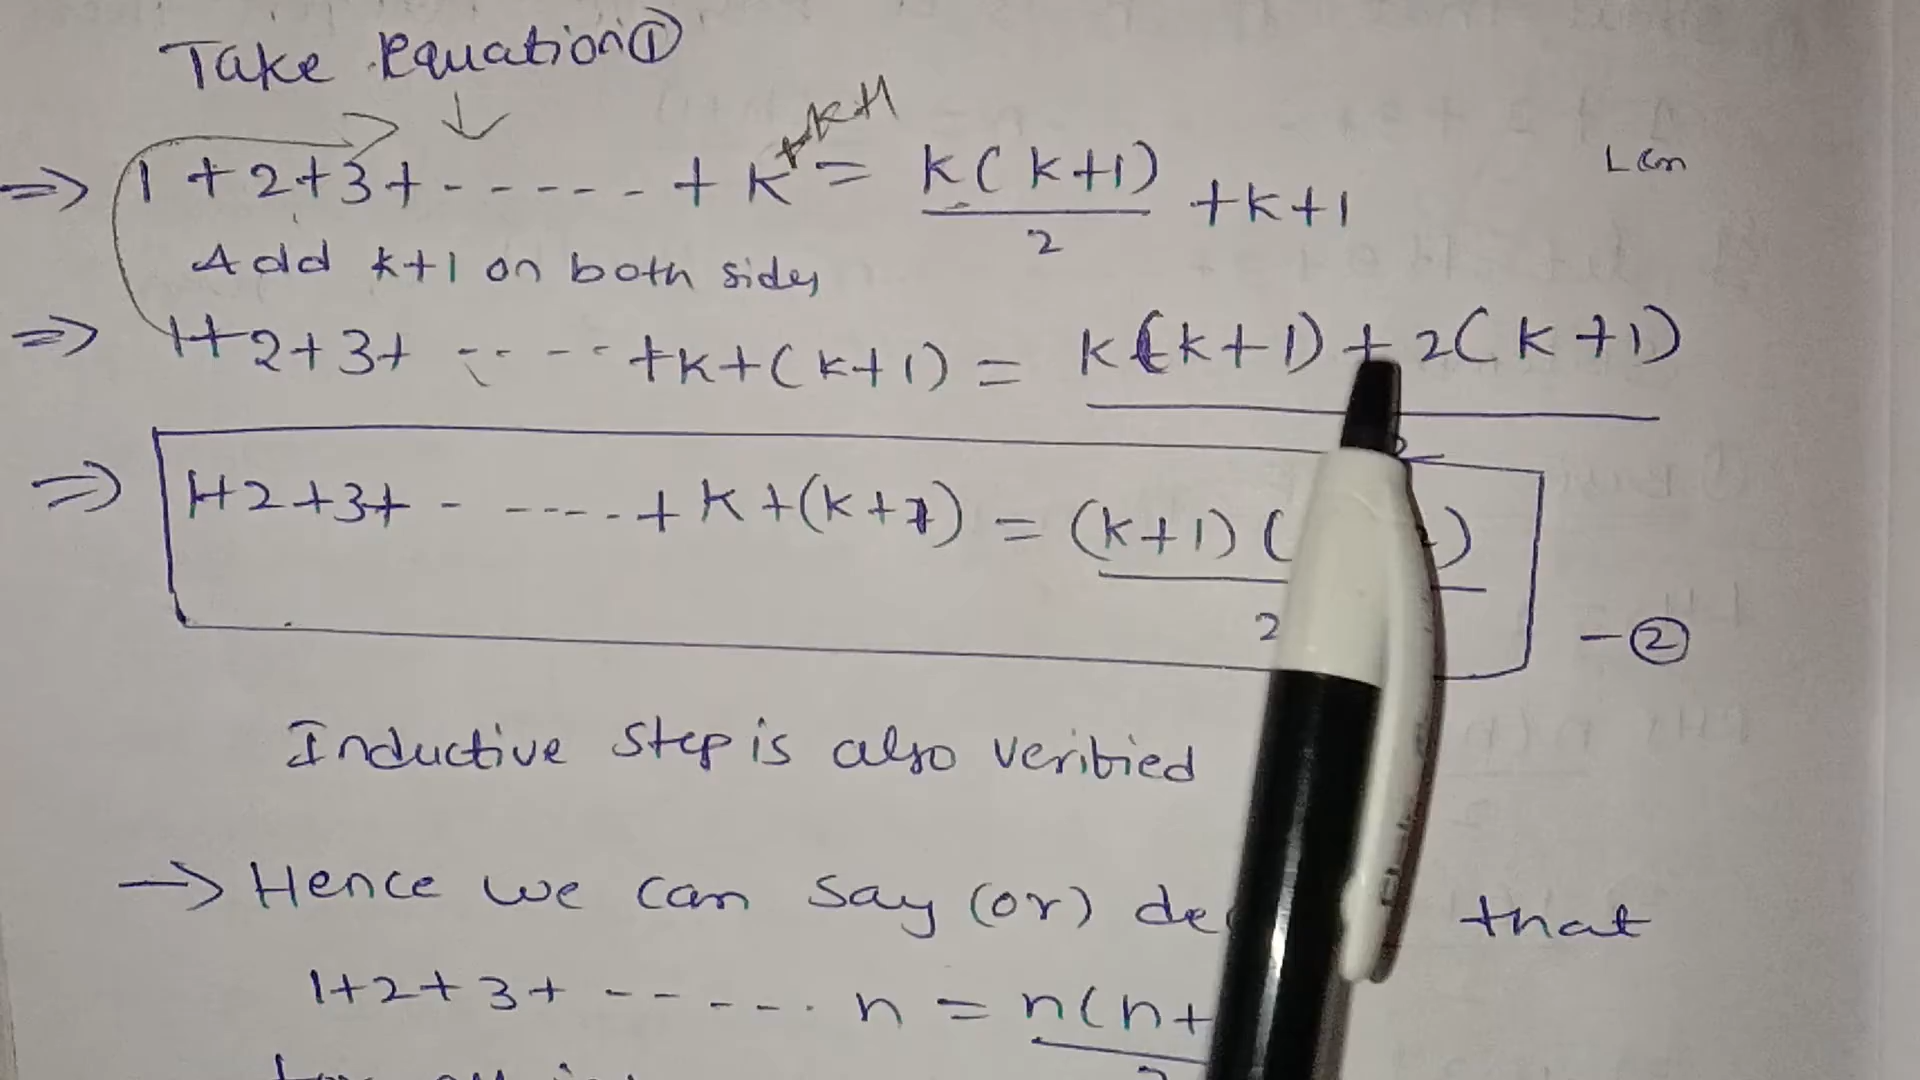 Take Equation①
+k+1
⇒ 1+2+3+------+k = k(k+1)/2 +k+1
Lcm
Add k+1 on both sides
⇒ 1+2+3+-----+k+(k+1) = k(k+1)+2(k+1)
⇒ 1+2+3+------+k+(k+1) = (k+1)( )/2
-②
Inductive step is also veribied
→ Hence we can say (or) that
1+2+3+------n = n(n+